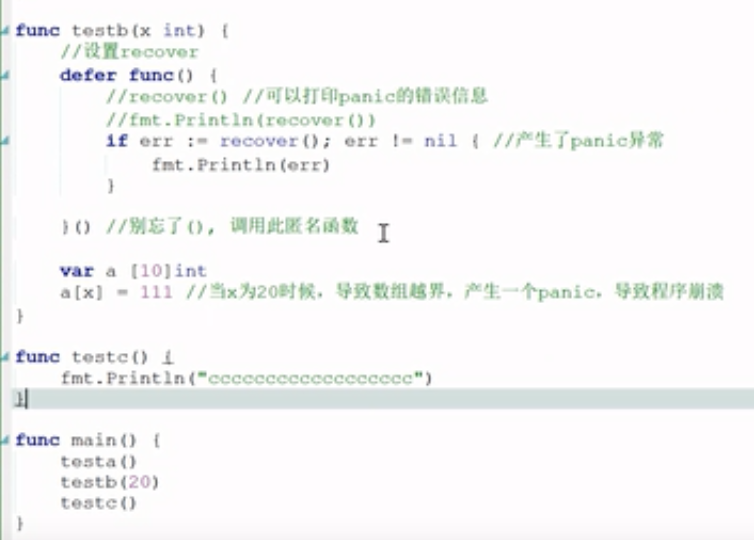 func testb(x int) {
//设置recover
defer func() {
//recover() //可以打印panic的错误信息
//fmt.Println(recover())
if err := recover(); err != nil { //产生了panic异常
fmt.Println(err)
}
}() //别忘了(), 调用此匿名函数
var a [10]int
a[x] = 111 //当x为20时候，导致数组越界，产生一个panic，导致程序崩溃
}
func testc() {
fmt.Println("cccccccccccccccccc")
}
func main() {
testa()
testb(20)
testc()
}